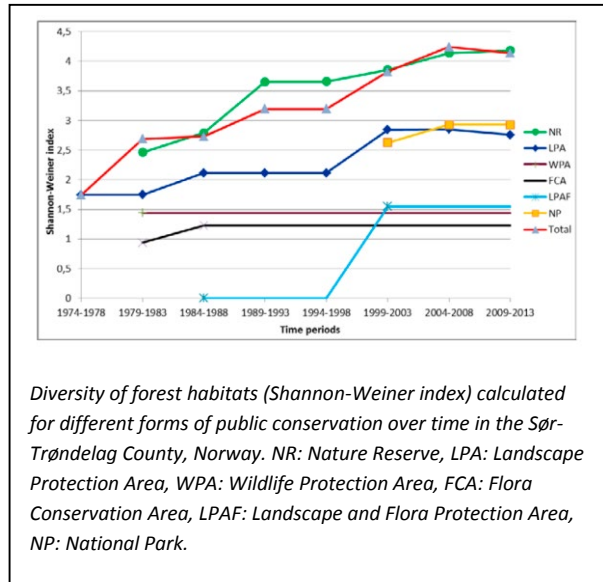 4,5
4
3,5
3
2,5
2
1,5
1
0,5
0
Shannon-Weiner index
1974-1978 1979-1983 1984-1988 1989-1993 1994-1998 1999-2003 2004-2008 2009-2013
Time periods
NR
LPA
WPA
FCA
LPAF
NP
Total
Diversity of forest habitats (Shannon-Weiner index) calculated
for different forms of public conservation over time in the Sør-
Trøndelag County, Norway. NR: Nature Reserve, LPA: Landscape
Protection Area, WPA: Wildlife Protection Area, FCA: Flora
Conservation Area, LPAF: Landscape and Flora Protection Area,
NP: National Park.